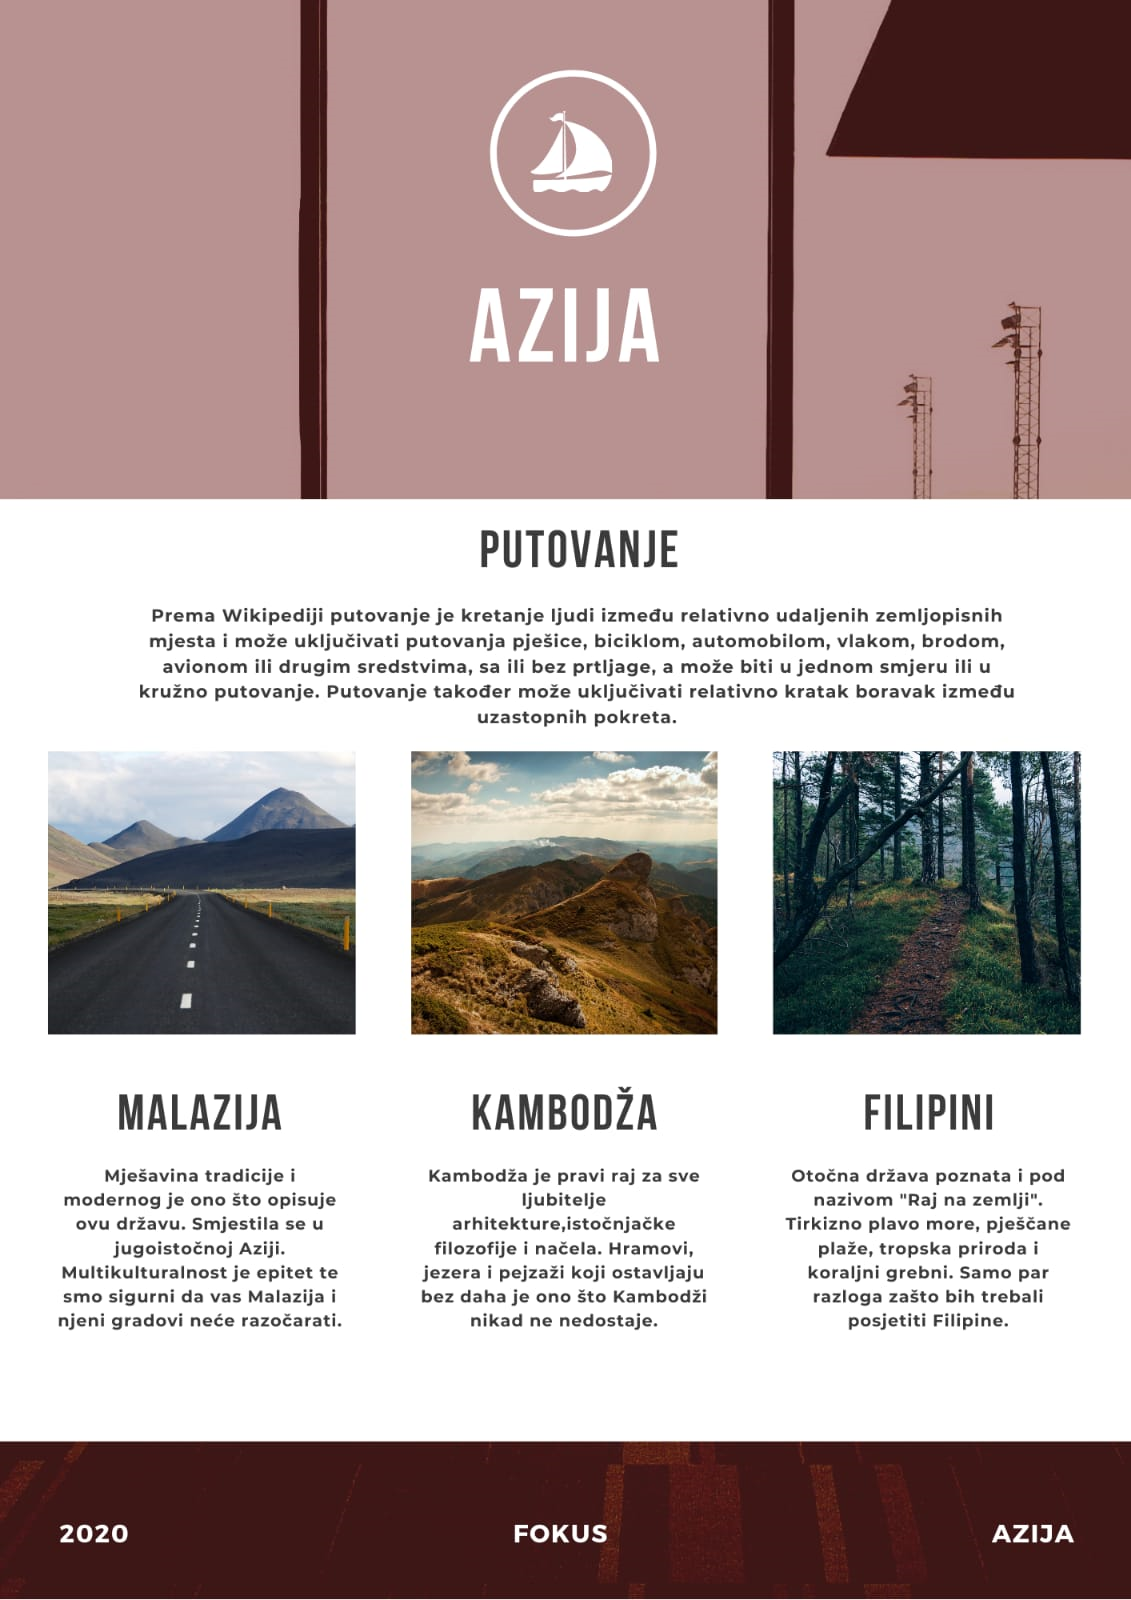 AZIJA
PUTOVANJE
Prema Wikipediji putovanje je kretanje ljudi između relativno udaljenih zemljopisnih
mjesta i može uključivati putovanja pješice, biciklom, automobilom, vlakom, brodom,
avionom ili drugim sredstvima, sa ili bez prtljage, a može biti u jednom smjeru ili u
kružno putovanje. Putovanje također može uključivati relativno kratak boravak između
uzastopnih pokreta.
MALAZIJA
Mješavina tradicije i
modernog je ono što opisuje
ovu državu. Smjestila se u
jugoistočnoj Aziji.
Multikulturalnost je epitet te
smo sigurni da vas Malazija i
njeni gradovi neće razočarati.
KAMBODŽA
Kambodža je pravi raj za sve
ljubitelje
arhitekture,istočnjačke
filozofije i načela. Hramovi,
jezera i pejzaži koji ostavljaju
bez daha je ono što Kambodži
nikad ne nedostaje.
FILIPINI
Otočna država poznata i pod
nazivom "Raj na zemlji".
Tirkizno plavo more, pješčane
plaže, tropska priroda i
koraljni grebni. Samo par
razloga zašto bih trebali
posjetiti Filipine.
2020
FOKUS
AZIJA